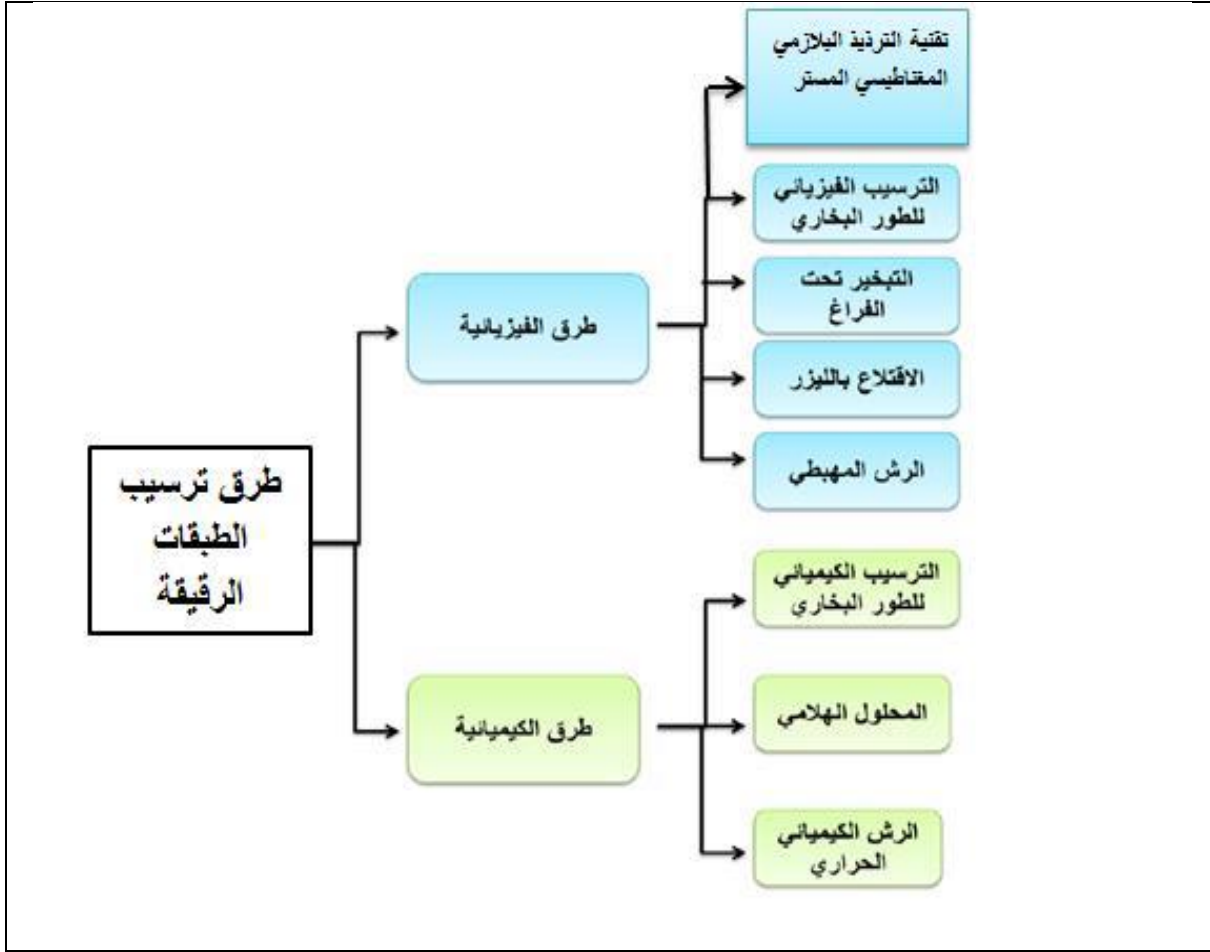 تقنية الترذيذ البلازمي
المغناطيسي المستر
الترسيب الفيزيائي
للطور البخاري
التبخير تحت
الفراغ
طرق الفيزيائية
الاقتلاع بالليزر
الرش المهبطي
طرق ترسيب
الطبقات
الرقيقة
الترسيب الكيميائي
للطور البخاري
المحلول الهلامي
طرق الكيميائية
الرش الكيميائي
الحراري